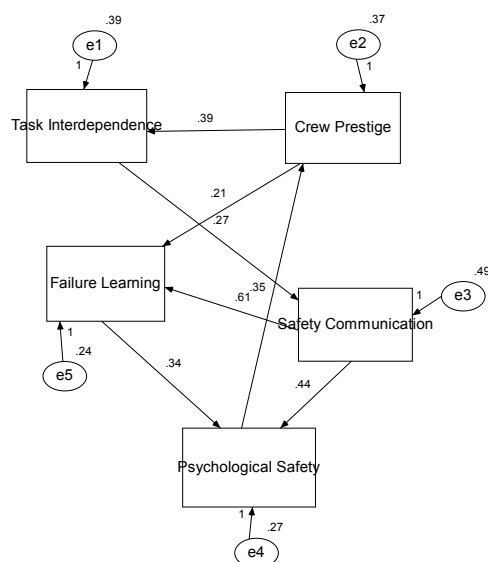 .39
.37
e1
e2
1
1
Task Interdependence
.39
Crew Prestige
.21
.27
Failure Learning
.35
.61
.49
1
e3
Safety Communication
1
.24
e5
.34
.44
Psychological Safety
1
.27
e4